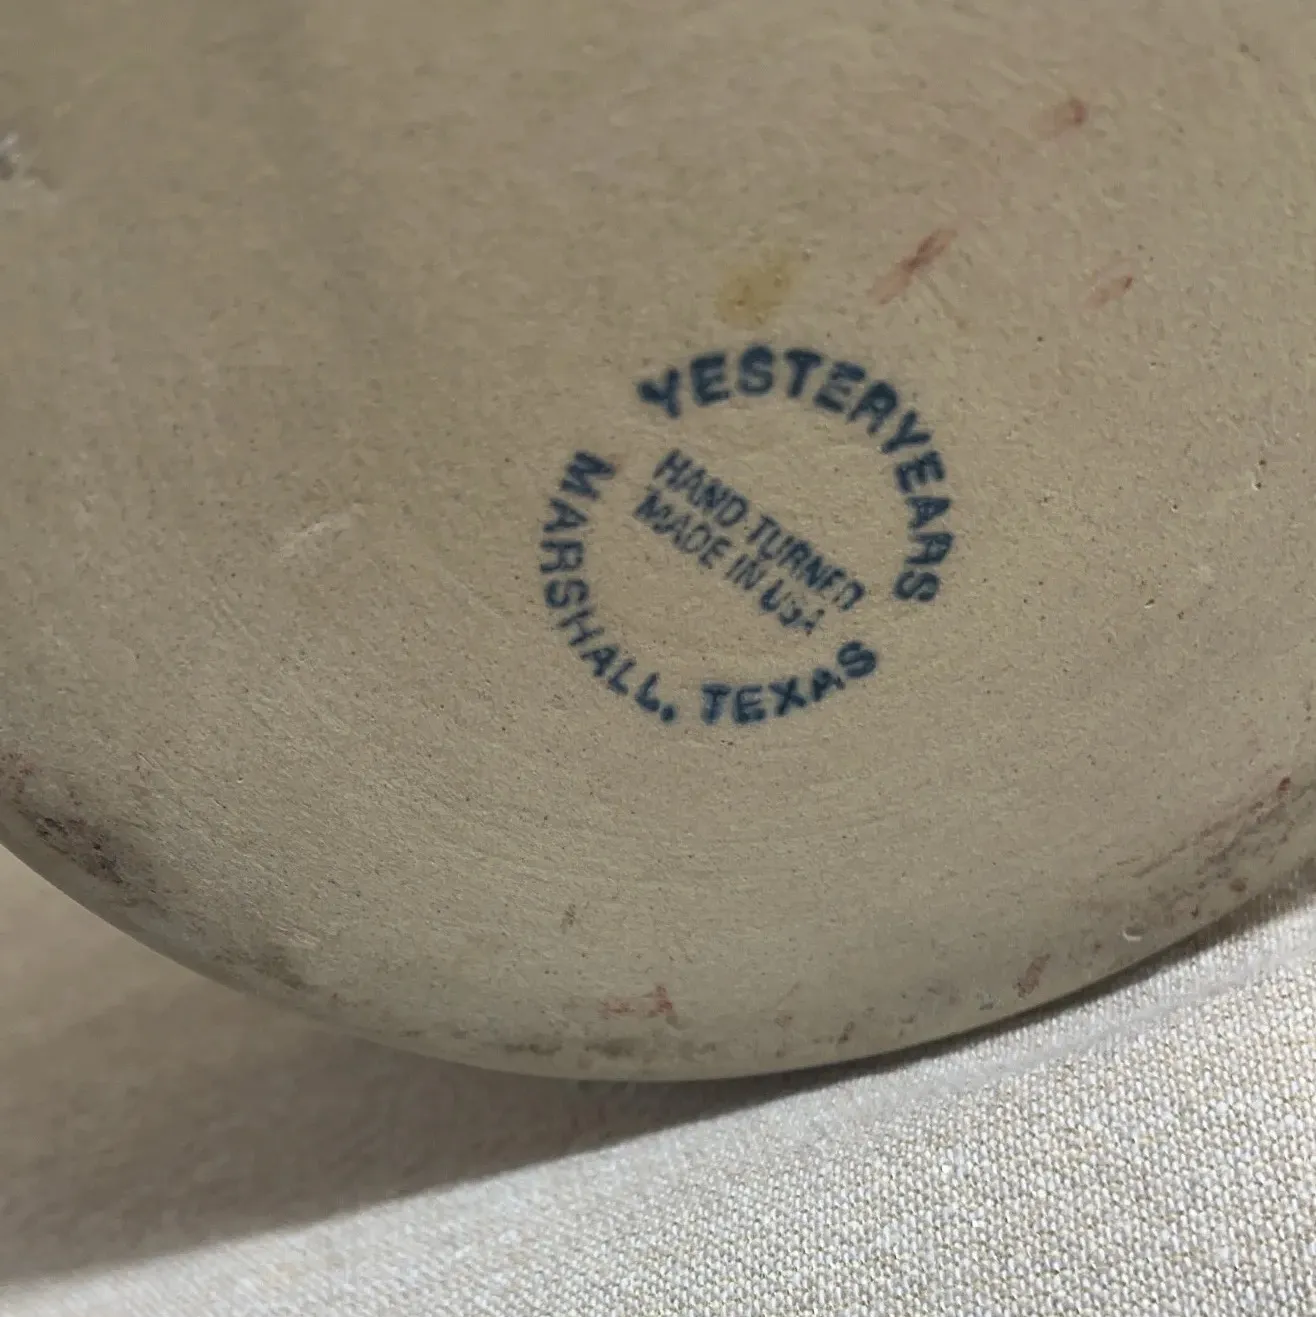 YESTERYEARS
HAND TURNED
MADE IN USA
MARSHALL, TEXAS